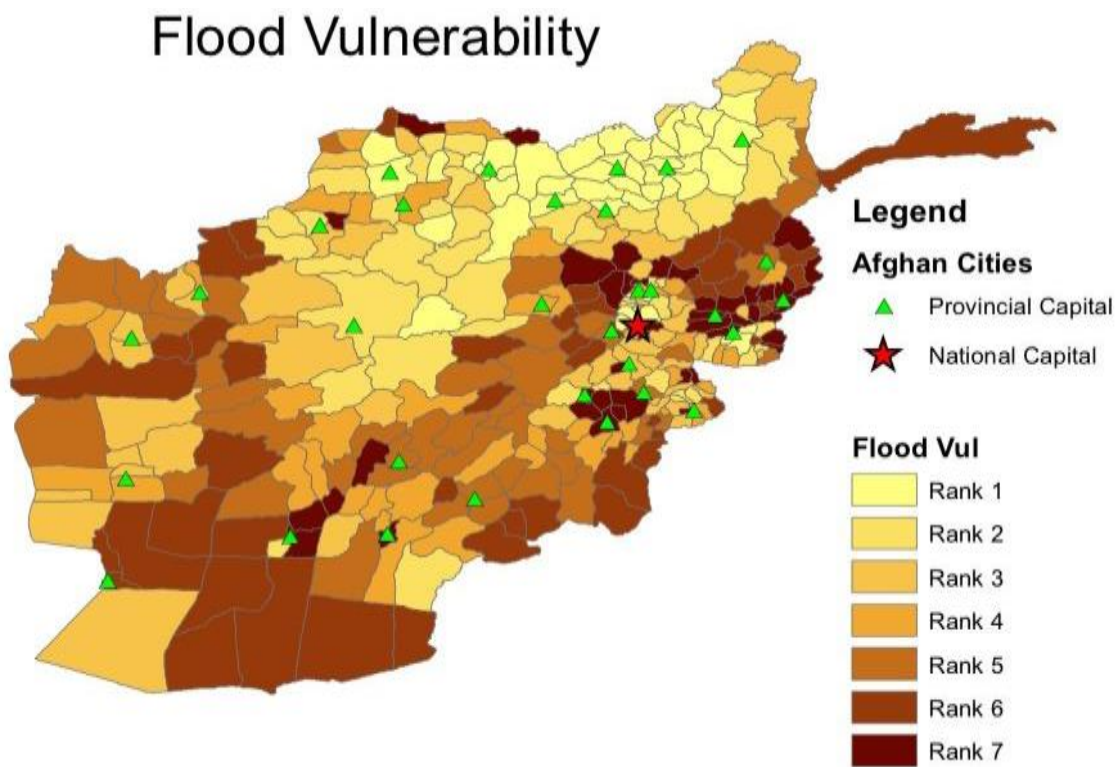 Flood Vulnerability
Legend
Afghan Cities
Provincial Capital
National Capital
Flood Vul
Rank 1
Rank 2
Rank 3
Rank 4
Rank 5
Rank 6
Rank 7